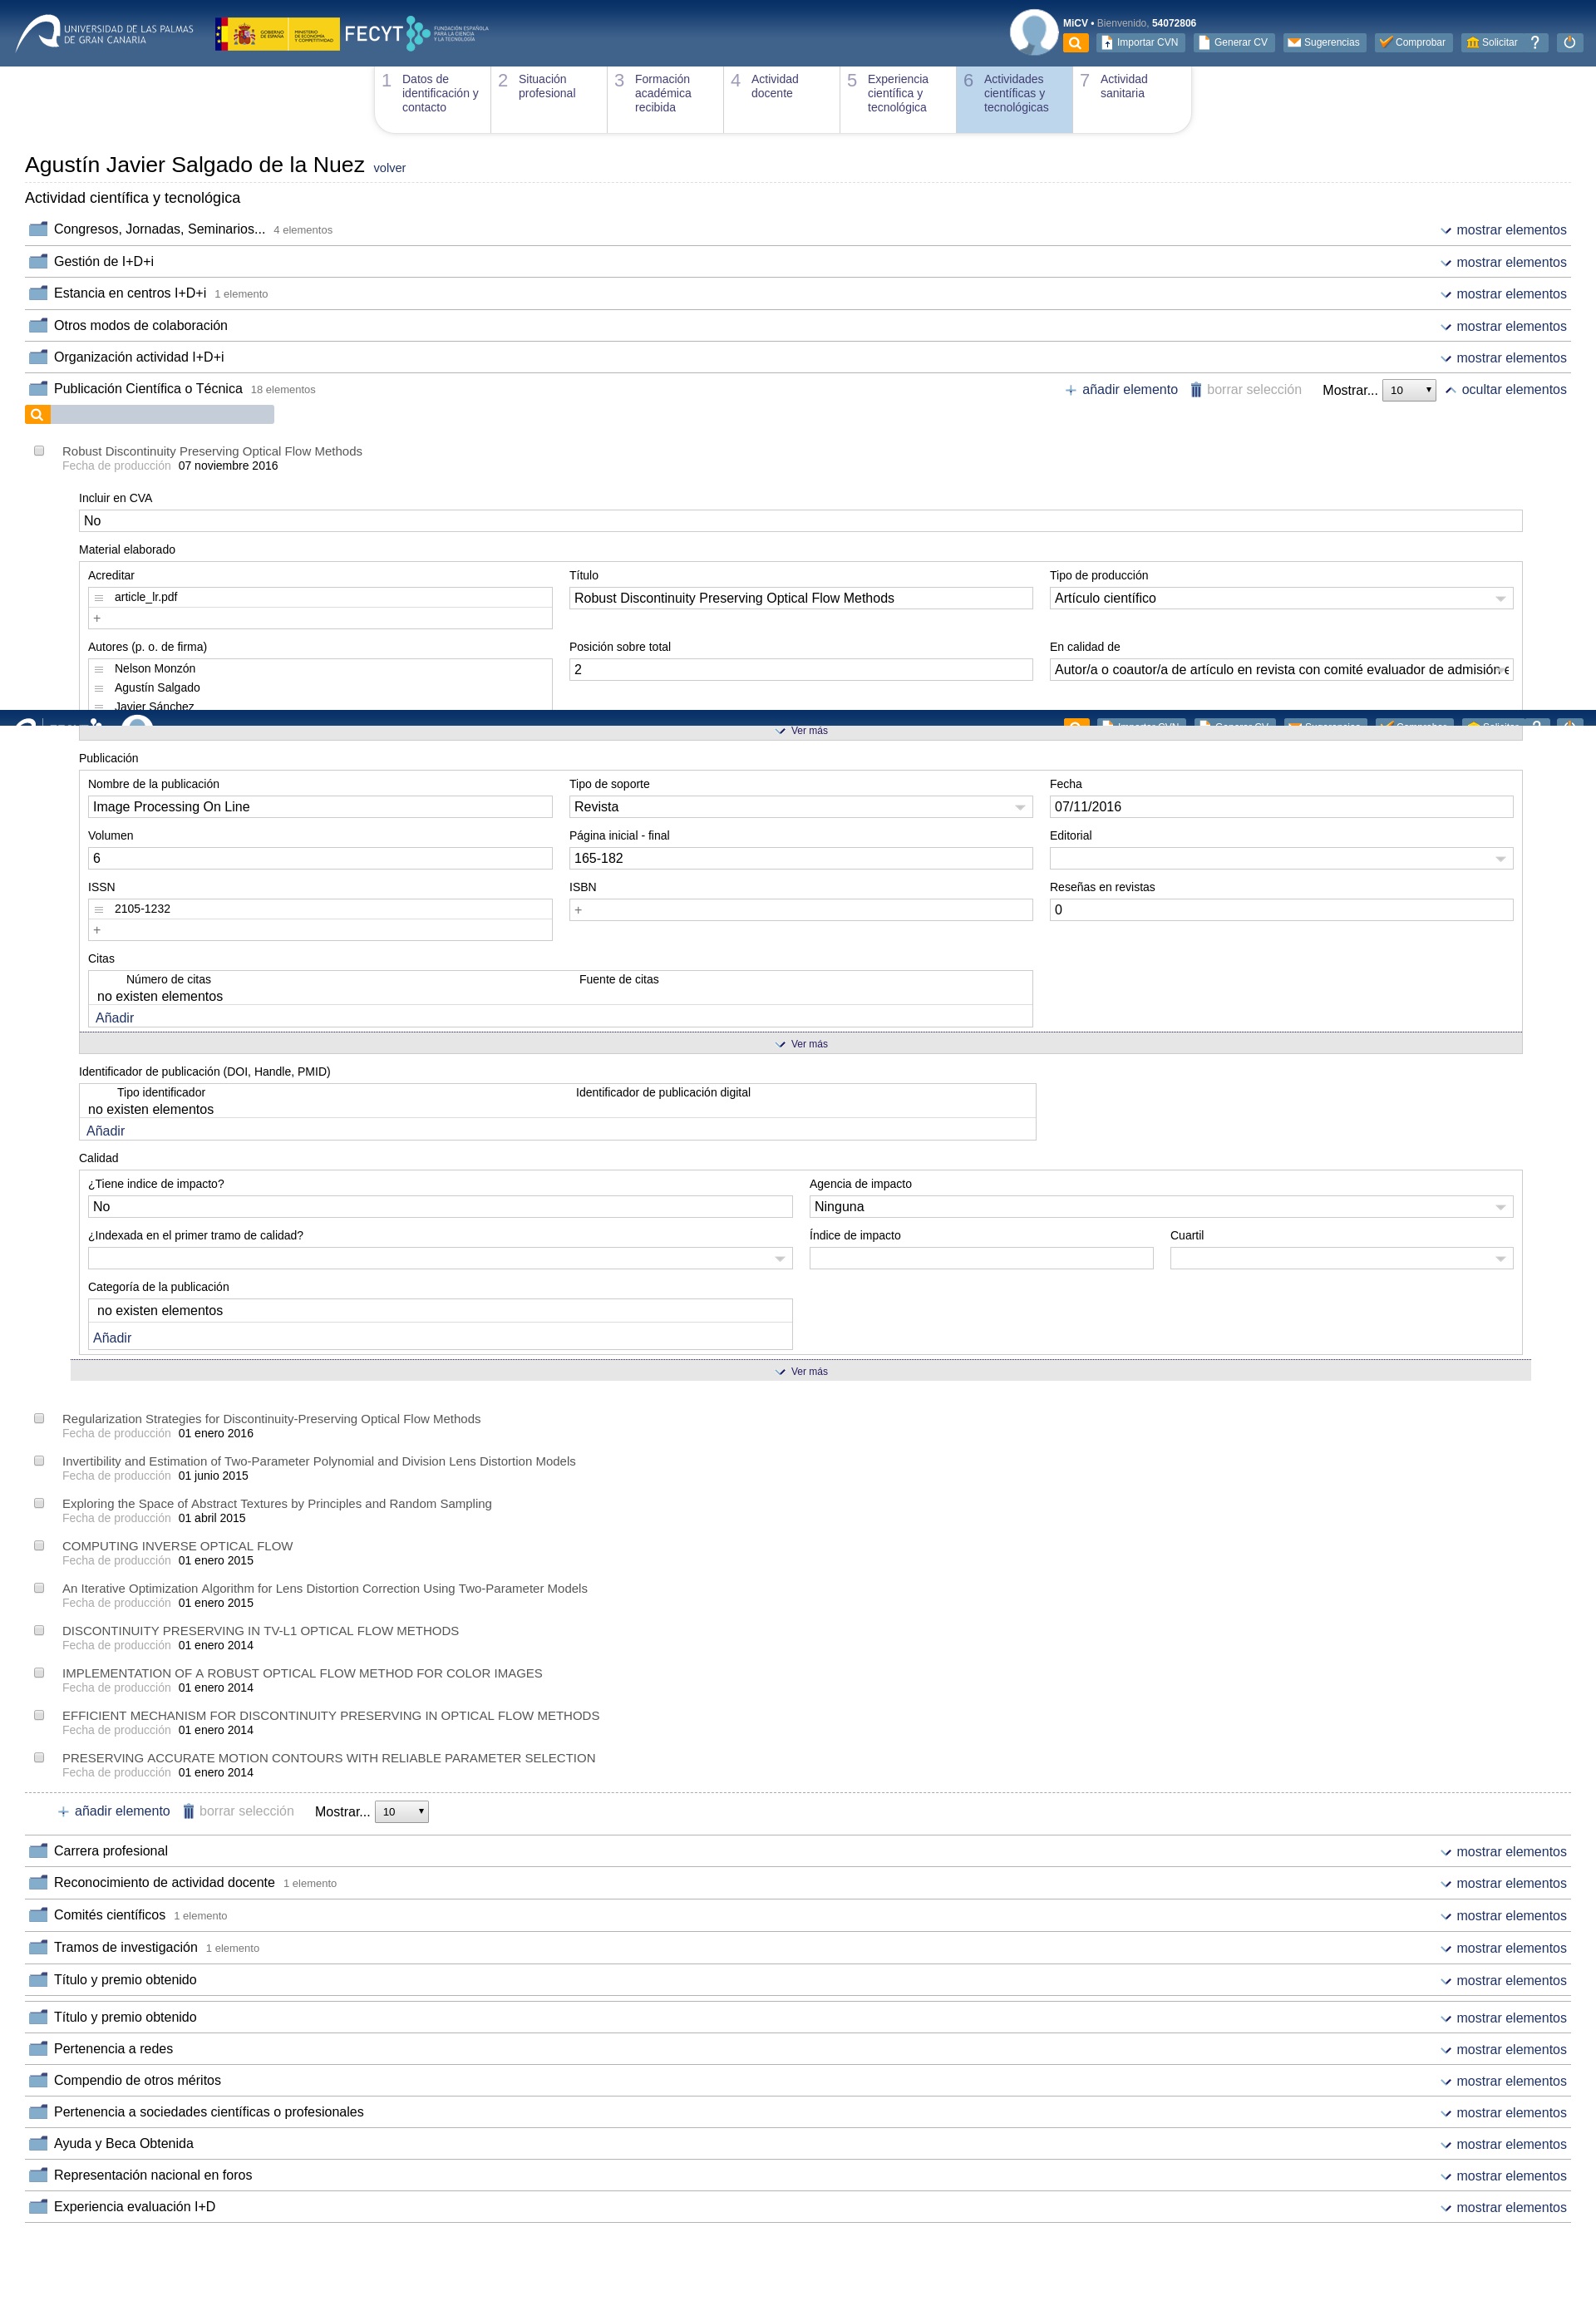 UNIVERSIDAD DE LAS PALMAS
DE GRAN CANARIA
GOBIERNO
DE ESPAÑA
MINISTERIO
DE ECONOMÍA
Y COMPETITIVIDAD
FECYT
FUNDACIÓN ESPAÑOLA
PARA LA CIENCIA
Y LA TECNOLOGÍA
MiCV • Bienvenido, 54072806
Importar CVN
Generar CV
Sugerencias
Comprobar
Solicitar
?
1 Datos de identificación y contacto
2 Situación profesional
3 Formación académica recibida
4 Actividad docente
5 Experiencia científica y tecnológica
6 Actividades científicas y tecnológicas
7 Actividad sanitaria
Agustín Javier Salgado de la Nuez volver
Actividad científica y tecnológica
Congresos, Jornadas, Seminarios... 4 elementos mostrar elementos
Gestión de I+D+i mostrar elementos
Estancia en centros I+D+i 1 elemento mostrar elementos
Otros modos de colaboración mostrar elementos
Organización actividad I+D+i mostrar elementos
Publicación Científica o Técnica 18 elementos añadir elemento borrar selección Mostrar... 10 ocultar elementos
Robust Discontinuity Preserving Optical Flow Methods
Fecha de producción 07 noviembre 2016
Incluir en CVA
No
Material elaborado
Acreditar Título Tipo de producción
article_lr.pdf Robust Discontinuity Preserving Optical Flow Methods Artículo científico
+
Autores (p. o. de firma) Posición sobre total En calidad de
Nelson Monzón 2 Autor/a o coautor/a de artículo en revista con comité evaluador de admisión e
Agustín Salgado
Javier Sánchez
Ver más
Publicación
Nombre de la publicación Tipo de soporte Fecha
Image Processing On Line Revista 07/11/2016
Volumen Página inicial - final Editorial
6 165-182
ISSN ISBN Reseñas en revistas
2105-1232 + 0
+
Citas
Número de citas Fuente de citas
no existen elementos
Añadir
Ver más
Identificador de publicación (DOI, Handle, PMID)
Tipo identificador Identificador de publicación digital
no existen elementos
Añadir
Calidad
¿Tiene indice de impacto? Agencia de impacto
No Ninguna
¿Indexada en el primer tramo de calidad? Índice de impacto Cuartil
Categoría de la publicación
no existen elementos
Añadir
Ver más
Regularization Strategies for Discontinuity-Preserving Optical Flow Methods
Fecha de producción 01 enero 2016
Invertibility and Estimation of Two-Parameter Polynomial and Division Lens Distortion Models
Fecha de producción 01 junio 2015
Exploring the Space of Abstract Textures by Principles and Random Sampling
Fecha de producción 01 abril 2015
COMPUTING INVERSE OPTICAL FLOW
Fecha de producción 01 enero 2015
An Iterative Optimization Algorithm for Lens Distortion Correction Using Two-Parameter Models
Fecha de producción 01 enero 2015
DISCONTINUITY PRESERVING IN TV-L1 OPTICAL FLOW METHODS
Fecha de producción 01 enero 2014
IMPLEMENTATION OF A ROBUST OPTICAL FLOW METHOD FOR COLOR IMAGES
Fecha de producción 01 enero 2014
EFFICIENT MECHANISM FOR DISCONTINUITY PRESERVING IN OPTICAL FLOW METHODS
Fecha de producción 01 enero 2014
PRESERVING ACCURATE MOTION CONTOURS WITH RELIABLE PARAMETER SELECTION
Fecha de producción 01 enero 2014
añadir elemento borrar selección Mostrar... 10
Carrera profesional mostrar elementos
Reconocimiento de actividad docente 1 elemento mostrar elementos
Comités científicos 1 elemento mostrar elementos
Tramos de investigación 1 elemento mostrar elementos
Título y premio obtenido mostrar elementos
Título y premio obtenido mostrar elementos
Pertenencia a redes mostrar elementos
Compendio de otros méritos mostrar elementos
Pertenencia a sociedades científicas o profesionales mostrar elementos
Ayuda y Beca Obtenida mostrar elementos
Representación nacional en foros mostrar elementos
Experiencia evaluación I+D mostrar elementos